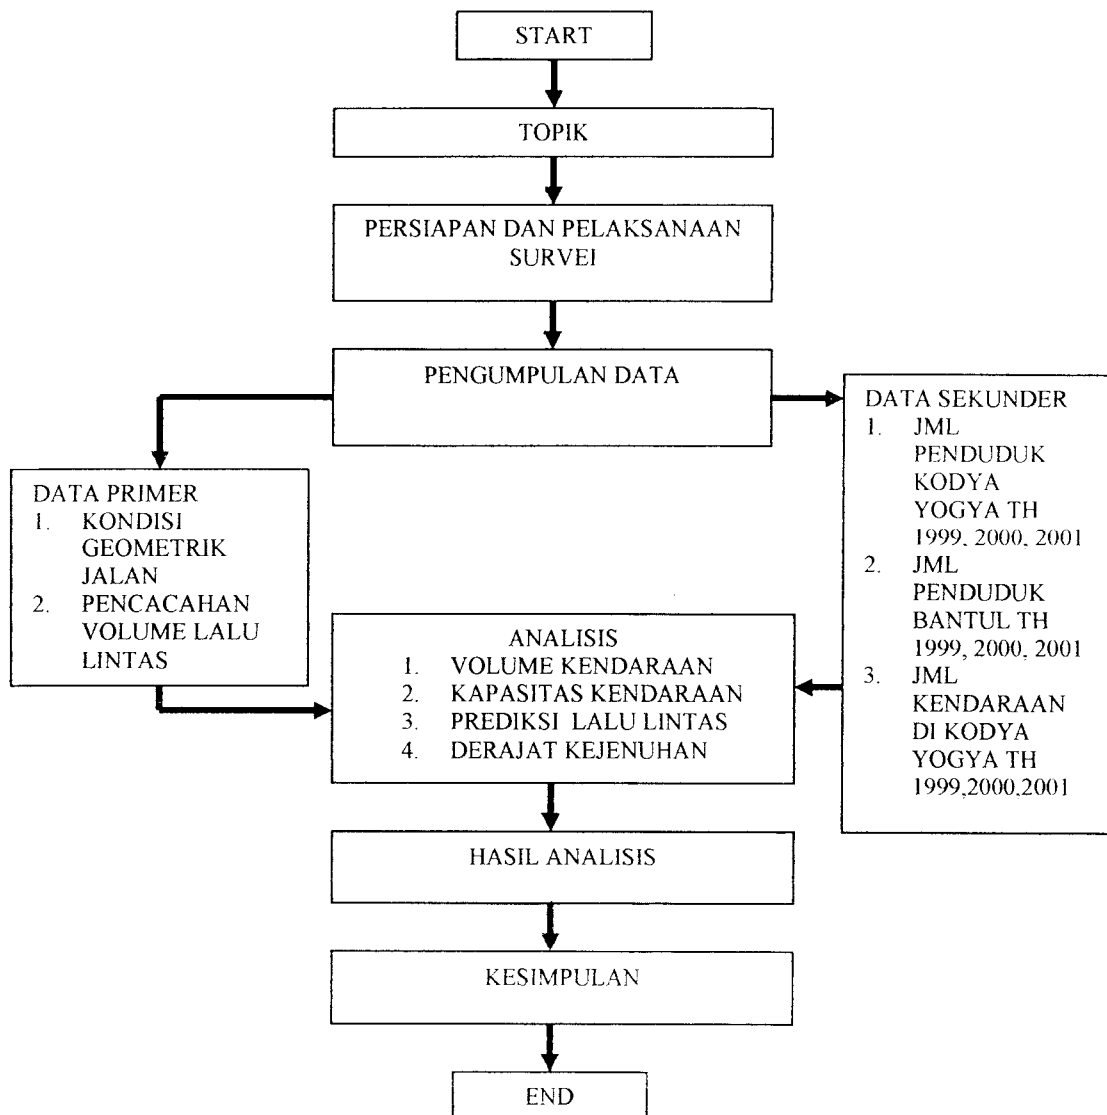 START
TOPIK
PERSIAPAN DAN PELAKSANAAN
SURVEI
PENGUMPULAN DATA
DATA PRIMER
1. KONDISI
GEOMETRIK
JALAN
2. PENCACAHAN
VOLUME LALU
LINTAS
DATA SEKUNDER
1. JML
PENDUDUK
KODYA
YOGYA TH
1999, 2000, 2001
2. JML
PENDUDUK
BANTUL TH
1999, 2000, 2001
3. JML
KENDARAAN
DI KODYA
YOGYA TH
1999,2000,2001
ANALISIS
1. VOLUME KENDARAAN
2. KAPASITAS KENDARAAN
3. PREDIKSI LALU LINTAS
4. DERAJAT KEJENUHAN
HASIL ANALISIS
KESIMPULAN
END